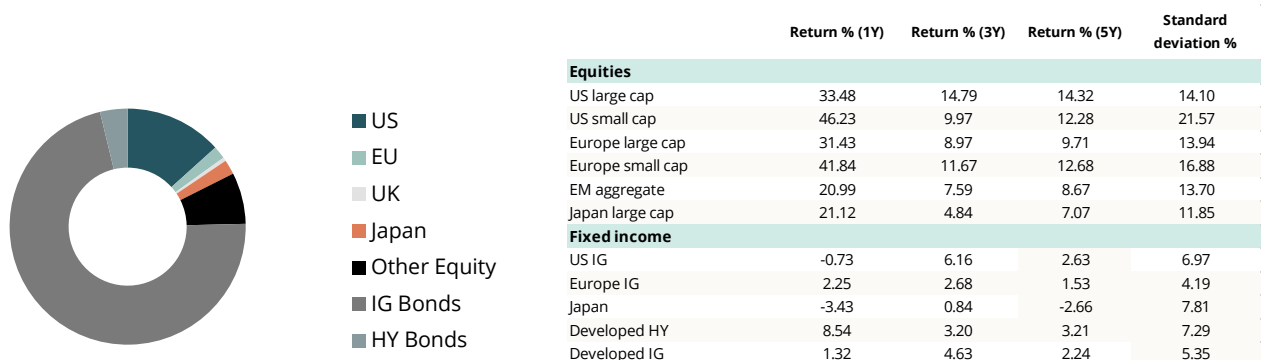 US
EU
UK
Japan
Other Equity
IG Bonds
HY Bonds
Return % (1Y) Return % (3Y) Return % (5Y) Standard deviation %
Equities
US large cap 33.48 14.79 14.32 14.10
US small cap 46.23 9.97 12.28 21.57
Europe large cap 31.43 8.97 9.71 13.94
Europe small cap 41.84 11.67 12.68 16.88
EM aggregate 20.99 7.59 8.67 13.70
Japan large cap 21.12 4.84 7.07 11.85
Fixed income
US IG -0.73 6.16 2.63 6.97
Europe IG 2.25 2.68 1.53 4.19
Japan -3.43 0.84 -2.66 7.81
Developed HY 8.54 3.20 3.21 7.29
Developed IG 1.32 4.63 2.24 5.35